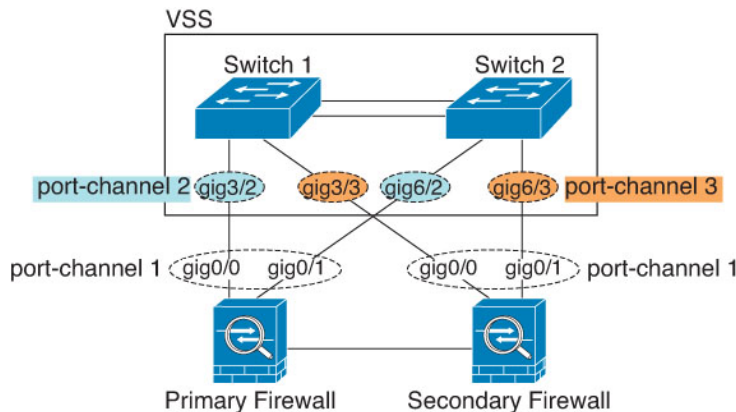 VSS
Switch 1
Switch 2
port-channel 2
gig3/2
gig3/3
gig6/2
gig6/3
port-channel 3
port-channel 1
gig0/0
gig0/1
gig0/0
gig0/1
port-channel 1
Primary Firewall
Secondary Firewall